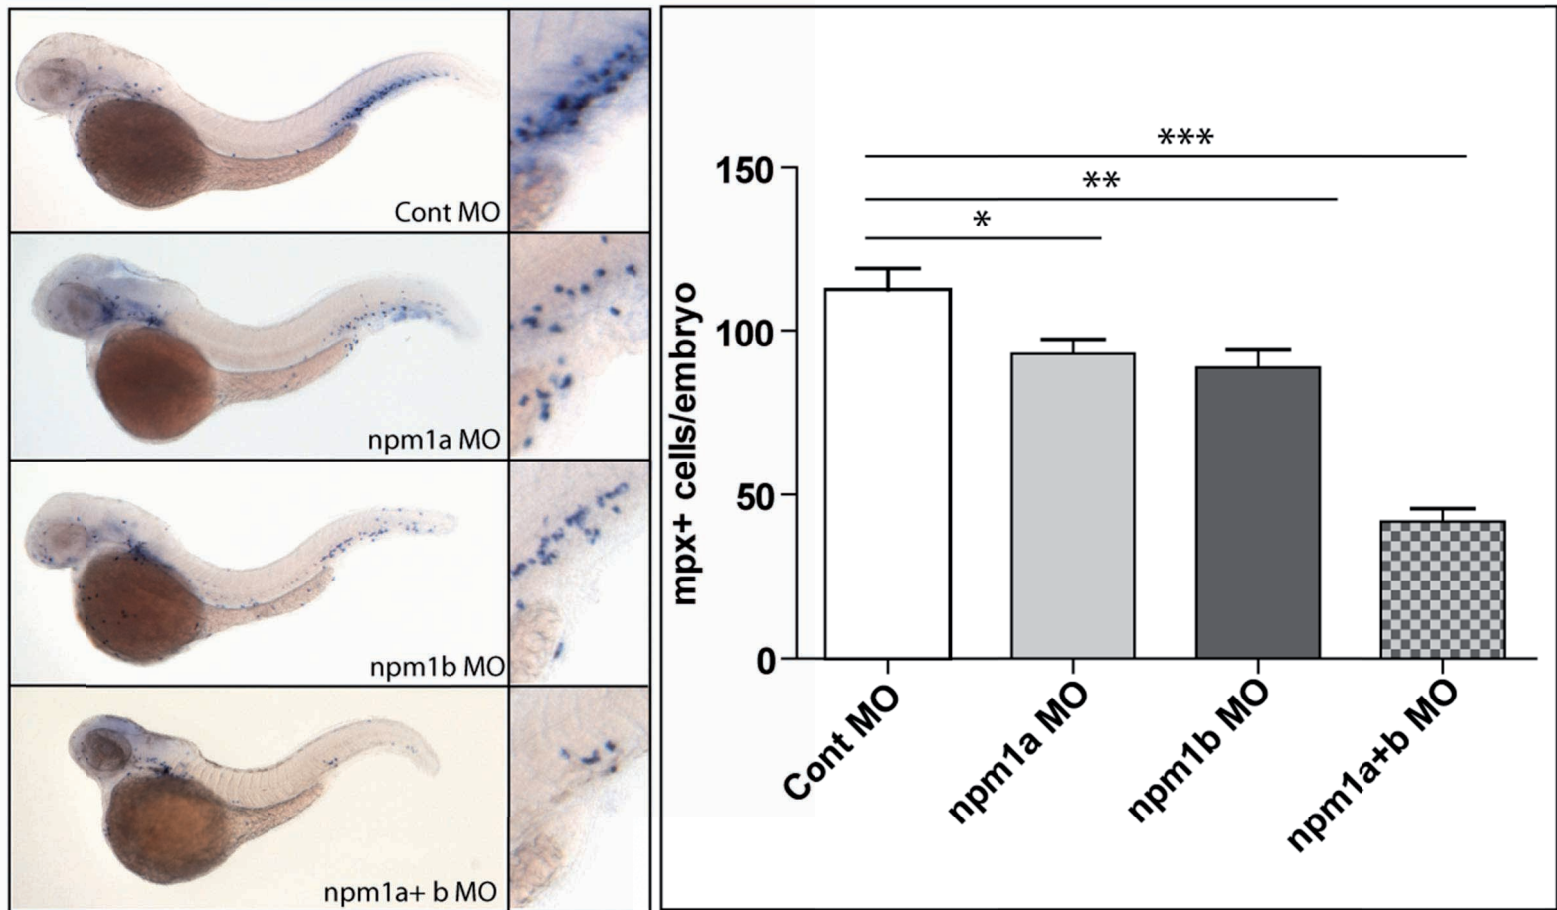 Cont MO
npm1a MO
npm1b MO
npm1a+ b MO
***
**
*
150
100
50
0
mpx+ cells/embryo
Cont MO
npm1a MO
npm1b MO
npm1a+b MO